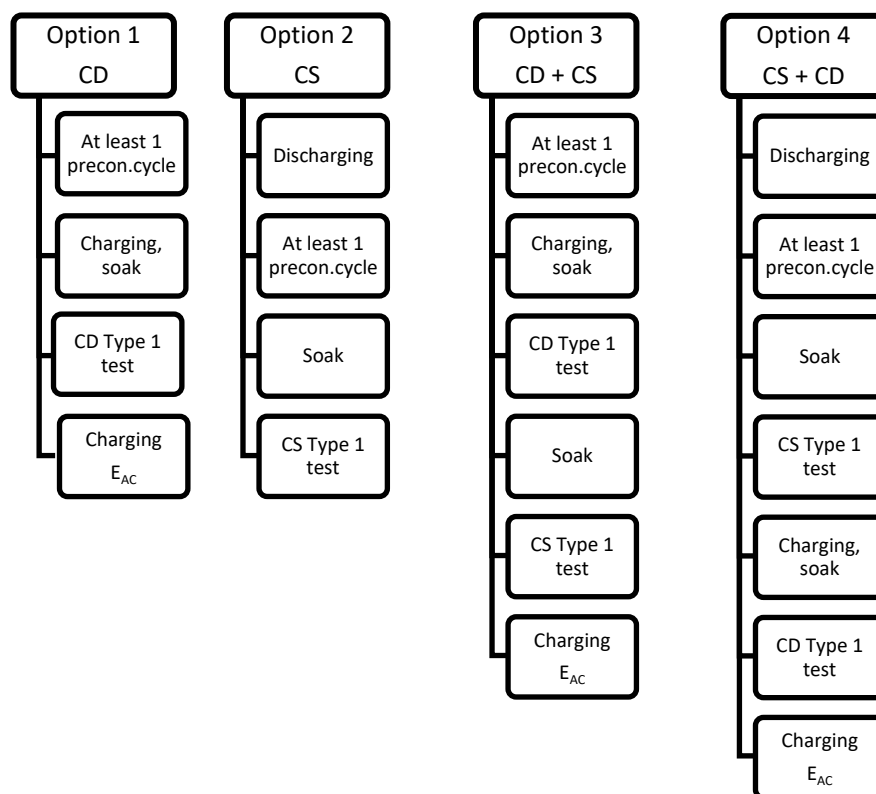 Option 1
CD
At least 1
precon.cycle
Charging,
soak
CD Type 1
test
Charging
EAC
Option 2
CS
Discharging
At least 1
precon.cycle
Soak
CS Type 1
test
Option 3
CD + CS
At least 1
precon.cycle
Charging,
soak
CD Type 1
test
Soak
CS Type 1
test
Charging
EAC
Option 4
CS + CD
Discharging
At least 1
precon.cycle
Soak
CS Type 1
test
Charging,
soak
CD Type 1
test
Charging
EAC